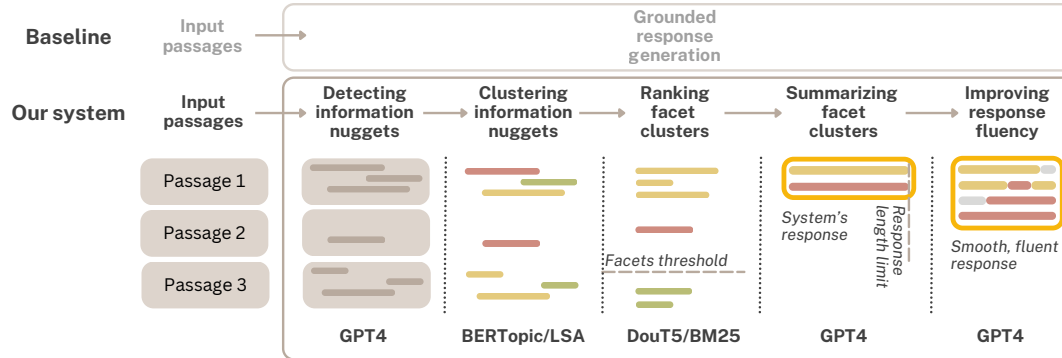 Baseline
Input
passages
Grounded
response
generation
Our system
Input
passages
Detecting
information
nuggets
Clustering
information
nuggets
Ranking
facet
clusters
Summarizing
facet
clusters
Improving
response
fluency
Passage 1
Passage 2
Passage 3
Facets threshold
System's
response
Response
length limit
Smooth, fluent
response
GPT4
BERTopic/LSA
DouT5/BM25
GPT4
GPT4